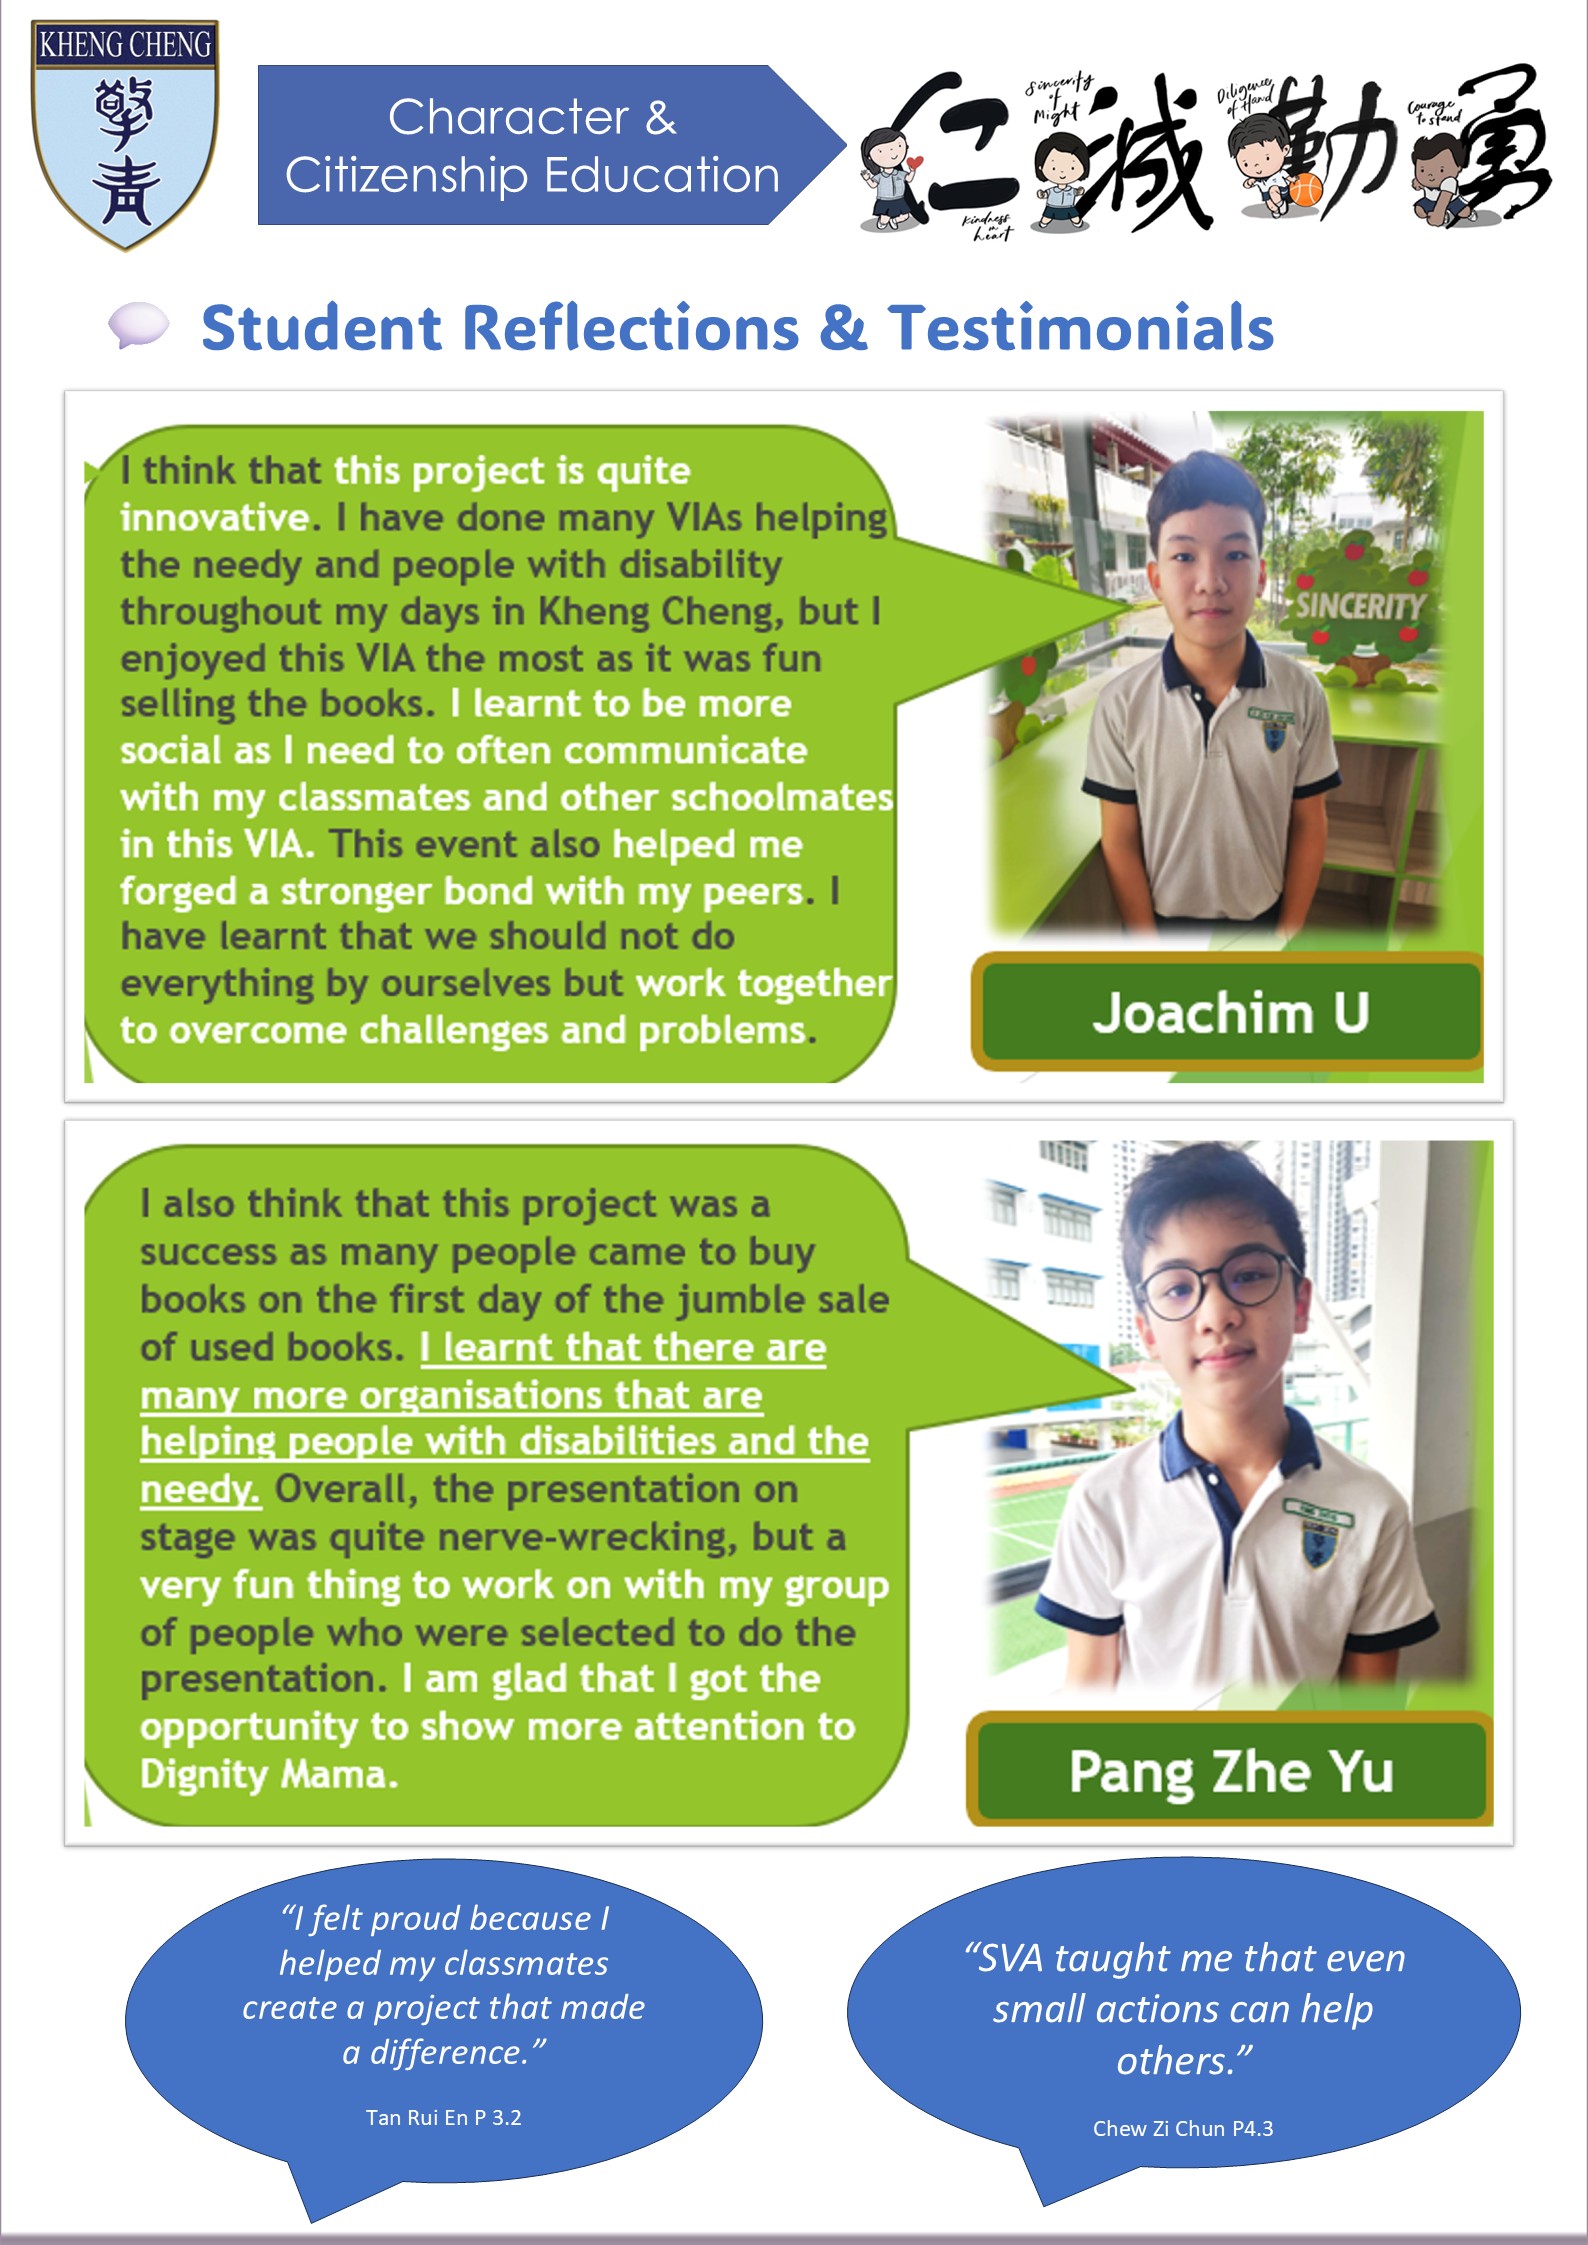 KHENG CHENG
擎
青
Character &
Citizenship Education
仁
Kindness
in
heart
Sincerity
of
Might
诚
Diligence
of Hand
勤
Courage
to stand
勇
Student Reflections & Testimonials
I think that this project is quite
innovative. I have done many VIAs helping
the needy and people with disability
throughout my days in Kheng Cheng, but I
enjoyed this VIA the most as it was fun
selling the books. I learnt to be more
social as I need to often communicate
with my classmates and other schoolmates
in this VIA. This event also helped me
forged a stronger bond with my peers. I
have learnt that we should not do
everything by ourselves but work together
to overcome challenges and problems.
SINCERITY
Joachim U
I also think that this project was a
success as many people came to buy
books on the first day of the jumble sale
of used books. I learnt that there are
many more organisations that are
helping people with disabilities and the
needy. Overall, the presentation on
stage was quite nerve-wrecking, but a
very fun thing to work on with my group
of people who were selected to do the
presentation. I am glad that I got the
opportunity to show more attention to
Dignity Mama.
Pang Zhe Yu
“I felt proud because I
helped my classmates
create a project that made
a difference.”
Tan Rui En P 3.2
“SVA taught me that even
small actions can help
others.”
Chew Zi Chun P4.3